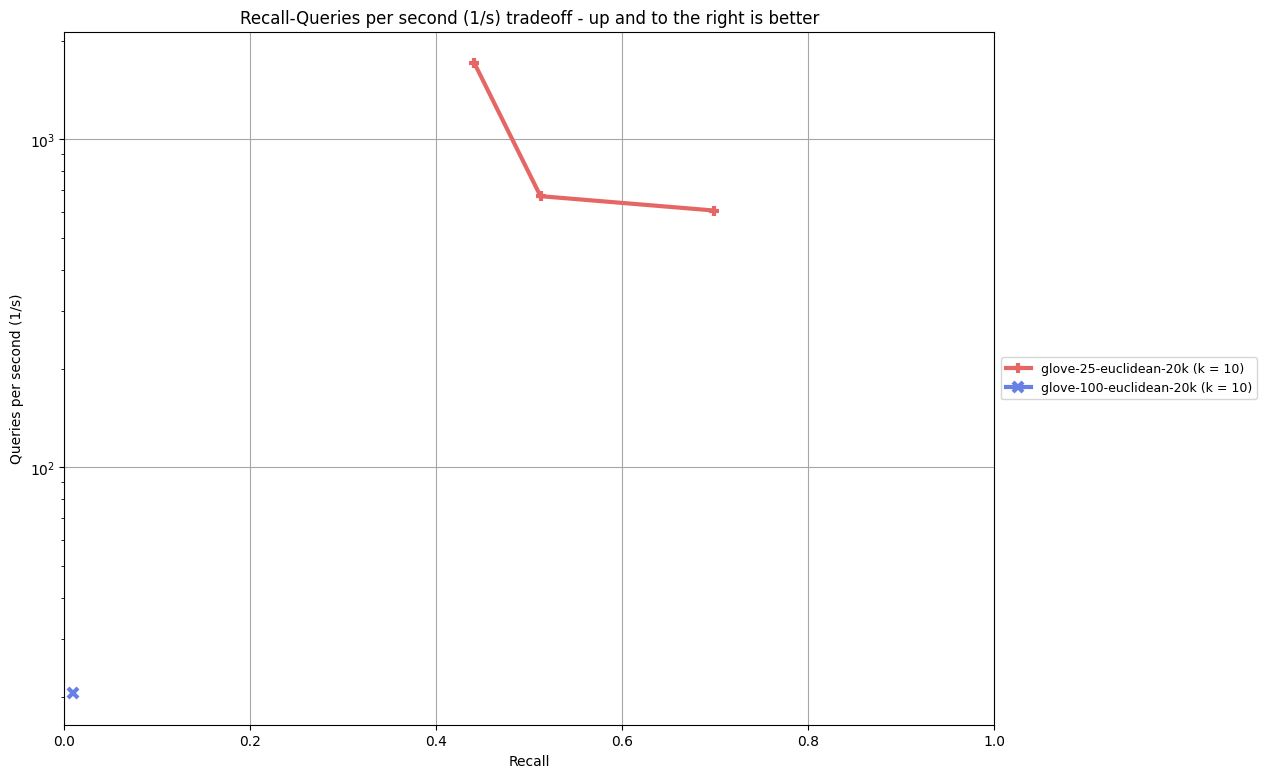 Recall-Queries per second (1/s) tradeoff - up and to the right is better
Queries per second (1/s)
10³
10²
0.0 0.2 0.4 0.6 0.8 1.0
Recall
glove-25-euclidean-20k (k = 10)
glove-100-euclidean-20k (k = 10)